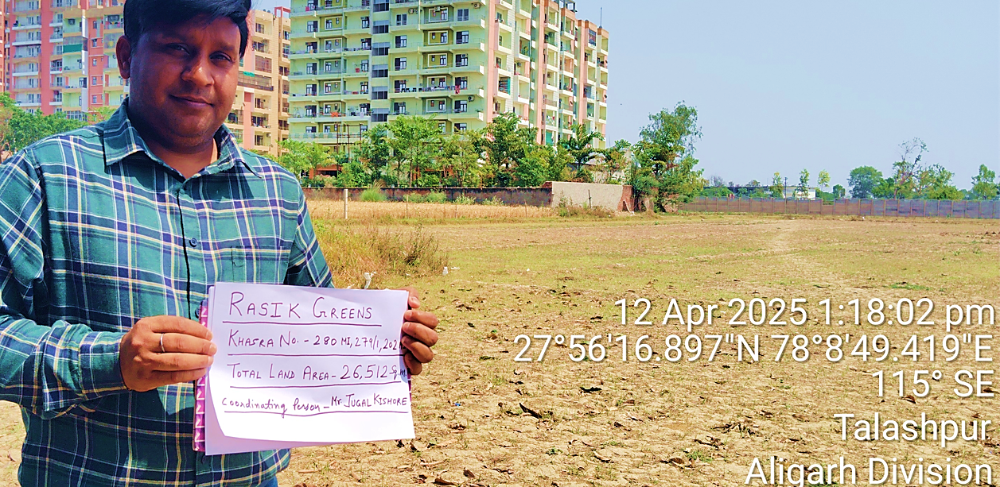 RASIK GREENS
KHASRA NO. - 280 MI, 279/1, 202
TOTAL LAND AREA - 26,512 Sq.m
Coordinating Person - Mr JUGAL KISHORE
12 Apr 2025 1:18:02 pm
27°56'16.897"N 78°8'49.419"E
115° SE
Talashpur
Aligarh Division